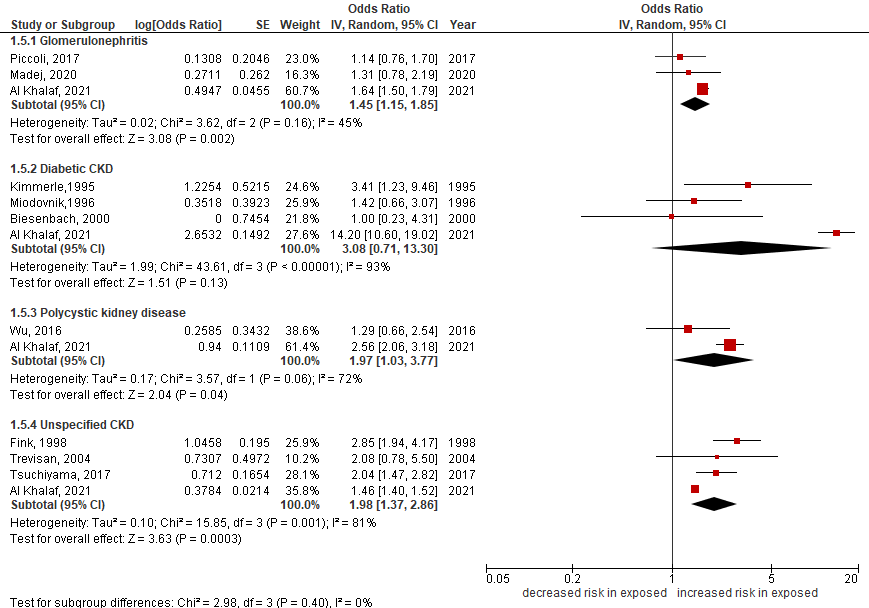 Odds Ratio Odds Ratio
Study or Subgroup log[Odds Ratio] SE Weight IV, Random, 95% CI Year IV, Random, 95% CI
1.5.1 Glomerulonephritis
Piccoli, 2017 0.1308 0.2046 23.0% 1.14 [0.76, 1.70] 2017
Madej, 2020 0.2711 0.262 16.3% 1.31 [0.78, 2.19] 2020
Al Khalaf, 2021 0.4947 0.0455 60.7% 1.64 [1.50, 1.79] 2021
Subtotal (95% CI) 100.0% 1.45 [1.15, 1.85]
Heterogeneity: Tau² = 0.02; Chi² = 3.62, df = 2 (P = 0.16); I² = 45%
Test for overall effect: Z = 3.08 (P = 0.002)
1.5.2 Diabetic CKD
Kimmerle,1995 1.2254 0.5215 24.6% 3.41 [1.23, 9.46] 1995
Miodovnik,1996 0.3518 0.3923 25.9% 1.42 [0.66, 3.07] 1996
Biesenbach, 2000 0 0.7454 21.8% 1.00 [0.23, 4.31] 2000
Al Khalaf, 2021 2.6532 0.1492 27.6% 14.20 [10.60, 19.02] 2021
Subtotal (95% CI) 100.0% 3.08 [0.71, 13.30]
Heterogeneity: Tau² = 1.99; Chi² = 43.61, df = 3 (P < 0.00001); I² = 93%
Test for overall effect: Z = 1.51 (P = 0.13)
1.5.3 Polycystic kidney disease
Wu, 2016 0.2585 0.3432 38.6% 1.29 [0.66, 2.54] 2016
Al Khalaf, 2021 0.94 0.1109 61.4% 2.56 [2.06, 3.18] 2021
Subtotal (95% CI) 100.0% 1.97 [1.03, 3.77]
Heterogeneity: Tau² = 0.17; Chi² = 3.57, df = 1 (P = 0.06); I² = 72%
Test for overall effect: Z = 2.04 (P = 0.04)
1.5.4 Unspecified CKD
Fink, 1998 1.0458 0.195 25.9% 2.85 [1.94, 4.17] 1998
Trevisan, 2004 0.7307 0.4972 10.2% 2.08 [0.78, 5.50] 2004
Tsuchiyama, 2017 0.712 0.1654 28.1% 2.04 [1.47, 2.82] 2017
Al Khalaf, 2021 0.3784 0.0214 35.8% 1.46 [1.40, 1.52] 2021
Subtotal (95% CI) 100.0% 1.98 [1.37, 2.86]
Heterogeneity: Tau² = 0.10; Chi² = 15.85, df = 3 (P = 0.001); I² = 81%
Test for overall effect: Z = 3.63 (P = 0.0003)
0.05 0.2 1 5 20
decreased risk in exposed increased risk in exposed
Test for subgroup differences: Chi² = 2.98, df = 3 (P = 0.40), I² = 0%